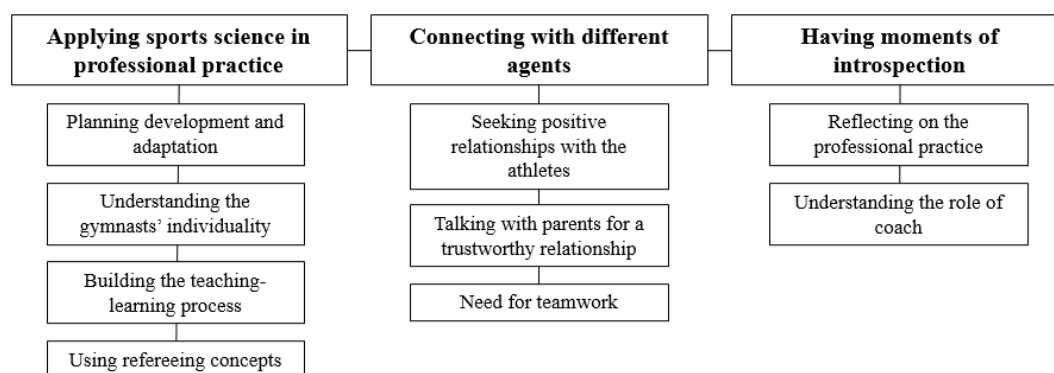 Applying sports science in
professional practice
Planning development and
adaptation
Understanding the
gymnasts’ individuality
Building the teaching-
learning process
Using refereeing concepts
Connecting with different
agents
Seeking positive
relationships with the
athletes
Talking with parents for a
trustworthy relationship
Need for teamwork
Having moments of
introspection
Reflecting on the
professional practice
Understanding the role of
coach